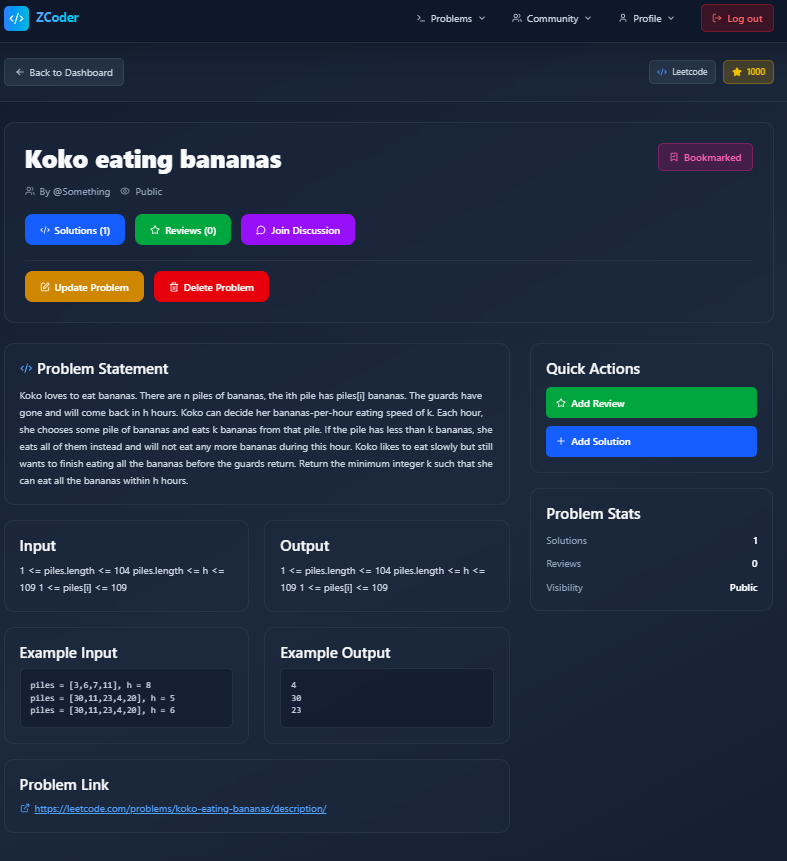 ZCoder
Problems
Community
Profile
Log out
Back to Dashboard
Leetcode
1000
Koko eating bananas
Bookmarked
By @Something
Public
Solutions (1)
Reviews (0)
Join Discussion
Update Problem
Delete Problem
Problem Statement
Koko loves to eat bananas. There are n piles of bananas, the ith pile has piles[i] bananas. The guards have
gone and will come back in h hours. Koko can decide her bananas-per-hour eating speed of k. Each hour,
she chooses some pile of bananas and eats k bananas from that pile. If the pile has less than k bananas, she
eats all of them instead and will not eat any more bananas during this hour. Koko likes to eat slowly but still
wants to finish eating all the bananas before the guards return. Return the minimum integer k such that she
can eat all the bananas within h hours.
Input
1 <= piles.length <= 104 piles.length <= h <=
109 1 <= piles[i] <= 109
Output
1 <= piles.length <= 104 piles.length <= h <=
109 1 <= piles[i] <= 109
Example Input
piles = [3,6,7,11], h = 8
piles = [30,11,23,4,20], h = 5
piles = [30,11,23,4,20], h = 6
Example Output
4
30
23
Problem Link
https://leetcode.com/problems/koko-eating-bananas/description/
Quick Actions
Add Review
Add Solution
Problem Stats
Solutions 1
Reviews 0
Visibility Public